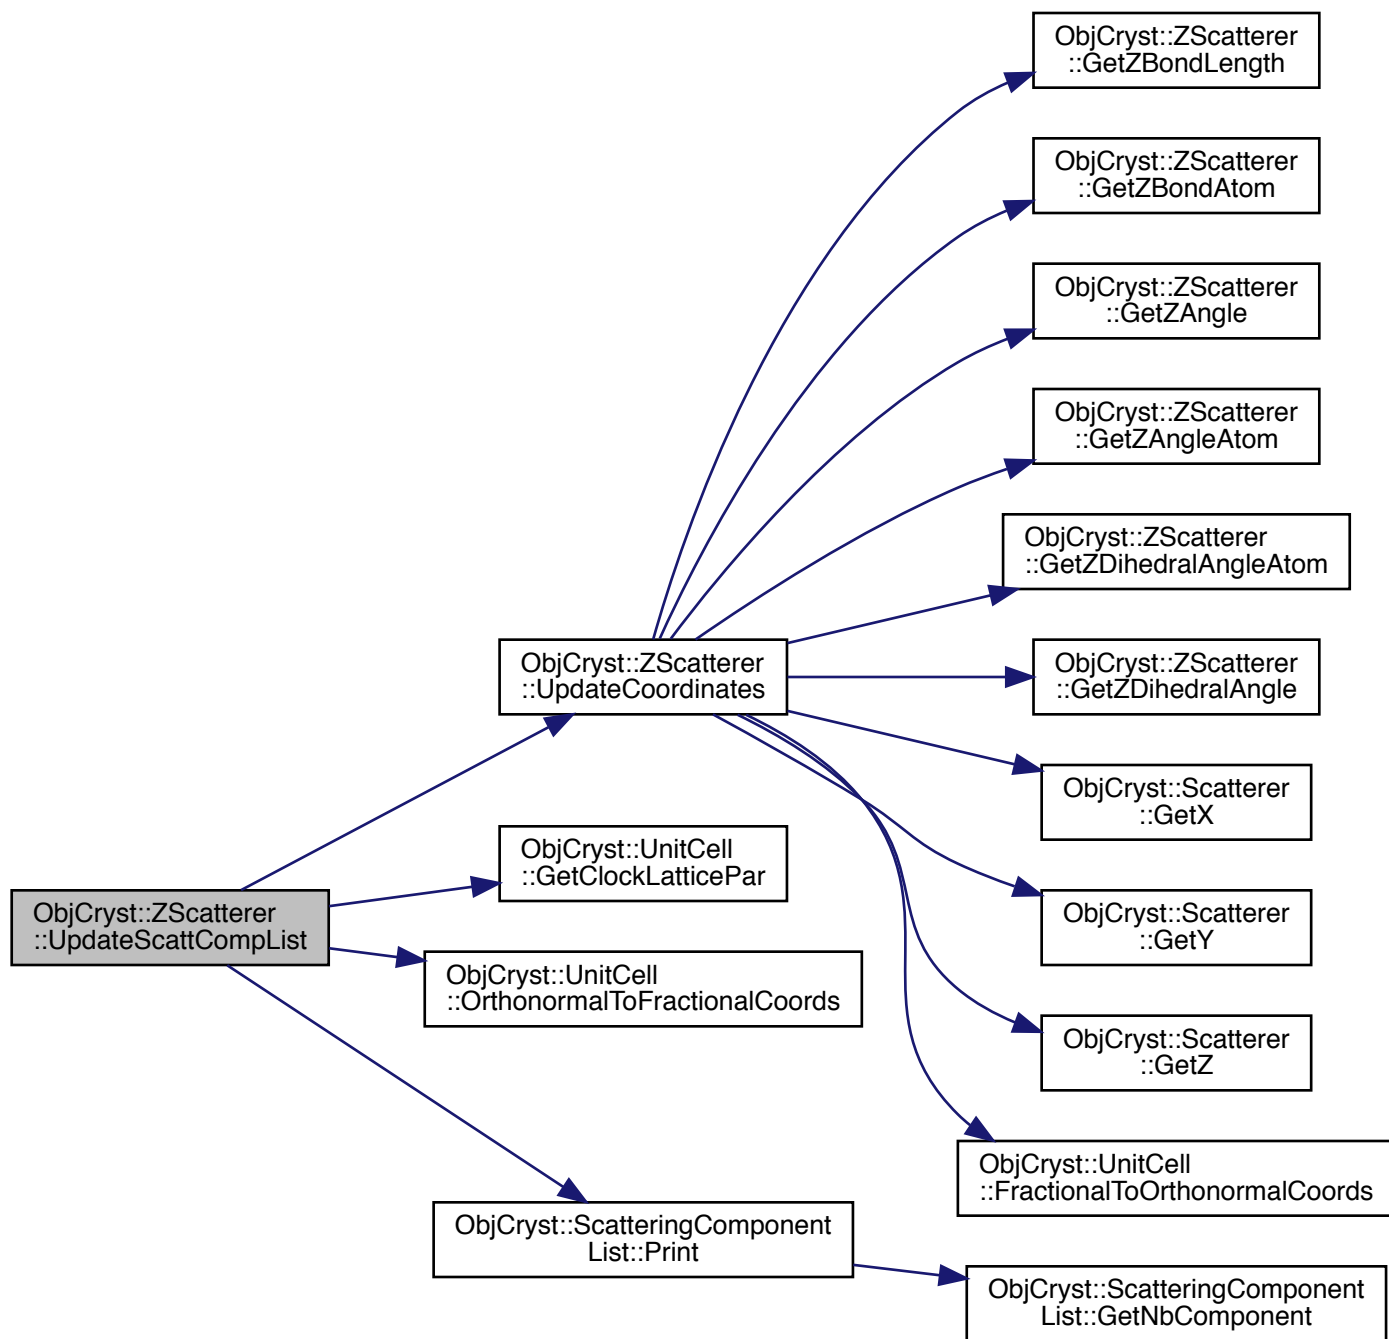 ObjCryst::ZScatterer
::GetZBondLength
ObjCryst::ZScatterer
::GetZBondAtom
ObjCryst::ZScatterer
::GetZAngle
ObjCryst::ZScatterer
::GetZAngleAtom
ObjCryst::ZScatterer
::GetZDihedralAngleAtom
ObjCryst::ZScatterer
::UpdateCoordinates
ObjCryst::ZScatterer
::GetZDihedralAngle
ObjCryst::Scatterer
::GetX
ObjCryst::UnitCell
::GetClockLatticePar
ObjCryst::ZScatterer
::UpdateScattCompList
ObjCryst::Scatterer
::GetY
ObjCryst::UnitCell
::OrthonormalToFractionalCoords
ObjCryst::Scatterer
::GetZ
ObjCryst::UnitCell
::FractionalToOrthonormalCoords
ObjCryst::ScatteringComponent
List::Print
ObjCryst::ScatteringComponent
List::GetNbComponent